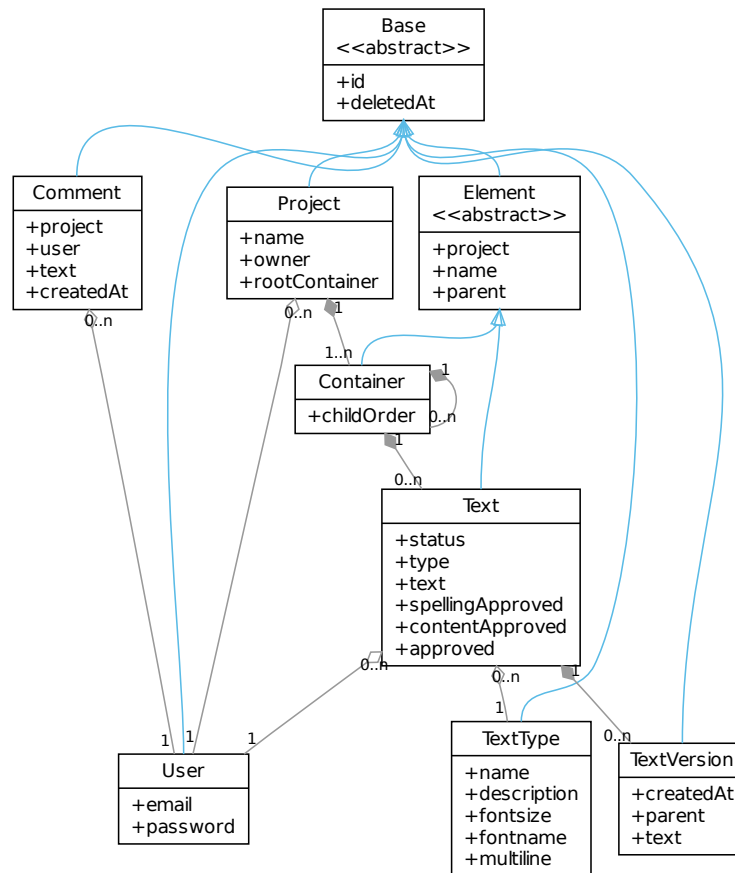 Base
<<abstract>>
+id
+deletedAt
Comment
+project
+user
+text
+createdAt
Project
+name
+owner
+rootContainer
Element
<<abstract>>
+project
+name
+parent
0..n
0..n
1
1..n
Container
+childOrder
1
0..n
1
0..n
Text
+status
+type
+text
+spellingApproved
+contentApproved
+approved
0..n
0..n
1
1
1
1
1
0..n
User
+email
+password
TextType
+name
+description
+fontsize
+fontname
+multiline
TextVersion
+createdAt
+parent
+text